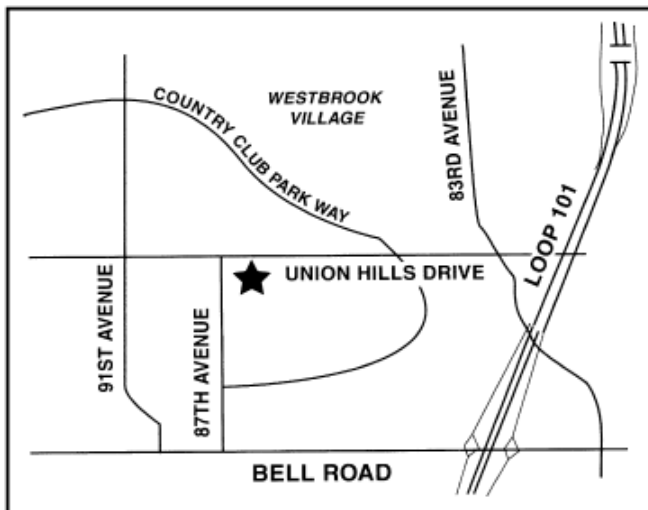 WESTBROOK
VILLAGE
COUNTRY CLUB PARK WAY
83RD AVENUE
LOOP 101
UNION HILLS DRIVE
91ST AVENUE
87TH AVENUE
BELL ROAD